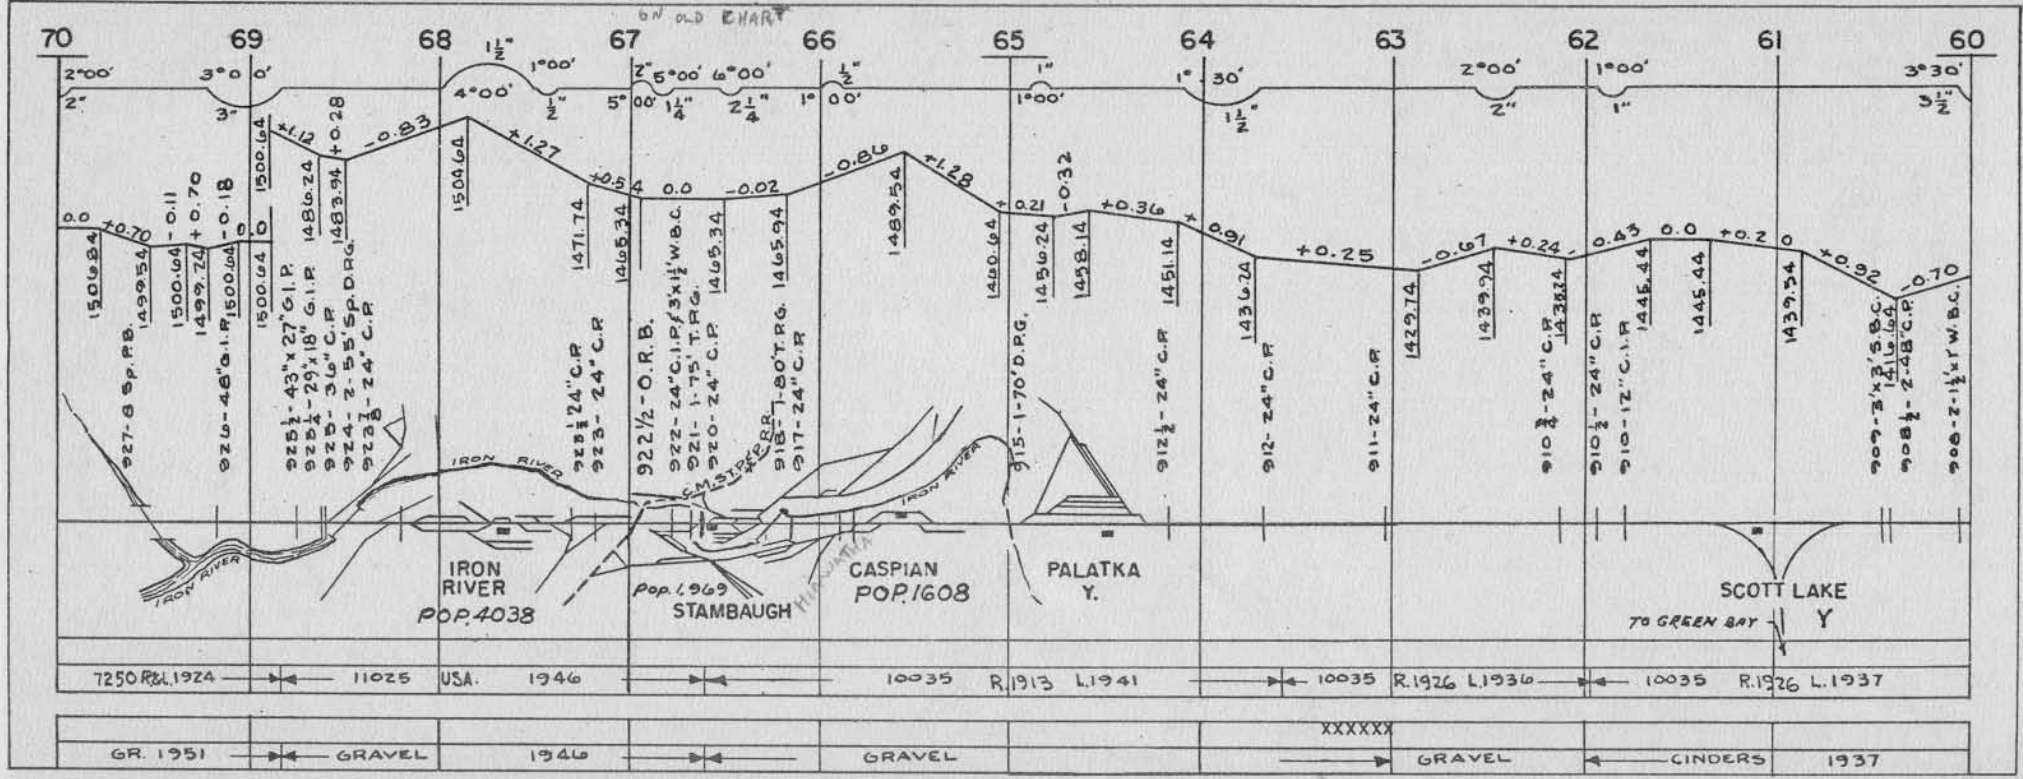 ON OLD CHART
70 69 68 67 66 65 64 63 62 61 60
2°00' 3°00' 1½" 1°00' 2" 5°00' 6°00' ½" 1" 1° 30' 2°00' 1°00' 3°30'
2" 3" 4°00' ½" 5°00' 1¼" 2¼" 1°00' 1°00' 1½" 2" 1" 3½"
0.0 +0.70 -0.11 +0.70 -0.18 0.0 +1.12 +0.28 -0.83 +1.27 +0.54 0.0 -0.02 -0.86 +1.28 +0.21 -0.32 +0.36 +0.91 +0.25 -0.67 +0.24 -0.43 0.0 +0.20 +0.92 -0.70
1506.84
1499.54
1500.64
1499.24
1500.64
1500.64
1500.64
1486.24
1483.94
1504.64
1471.74
1465.34
1465.34
1465.94
1489.54
1460.64
1456.24
1458.14
1451.14
1436.24
1429.74
1439.94
1445.44
1445.44
1439.54
1416.64
927-8 Sp. P.B.
926-48" G.I.P.
925½-43"x27" G.I.P.
925¼-29"x18" G.I.P.
925-36" C.P.
924-2-55' Sp. D.P.G.
923⅞-24" C.P.
923½ 24" C.P.
923-24" C.P.
922½-O.R.B.
922-24" C.I.P. & 3'x1½' W.B.C.
921-1-75' T.P.G.
920-24" C.P.
918-1-80' T.P.G.
917-24" C.P.
915-1-70' D.P.G.
912½-24" C.P.
912-24" C.P.
911-24" C.P.
910¾-24" C.P.
910½-24" C.P.
910-12" C.I.P.
909-3'x3' S.B.C.
908½-2-48" C.P.
908-2-1½'x1' W.B.C.
IRON RIVER
C.M.ST.P.&P.R.R.
IRON RIVER
IRON RIVER
IRON
RIVER
POP. 4038
Pop. 1,969
STAMBAUGH
HIAWATHA
CASPIAN
POP. 1608
PALATKA
Y.
SCOTT LAKE
Y
TO GREEN BAY
7250 R.&L. 1924 11025 USA. 1946 10035 R.1913 L.1941 10035 R.1926 L.1936 10035 R.1926 L.1937
XXXXXX
GR. 1951 GRAVEL 1946 GRAVEL GRAVEL CINDERS 1937